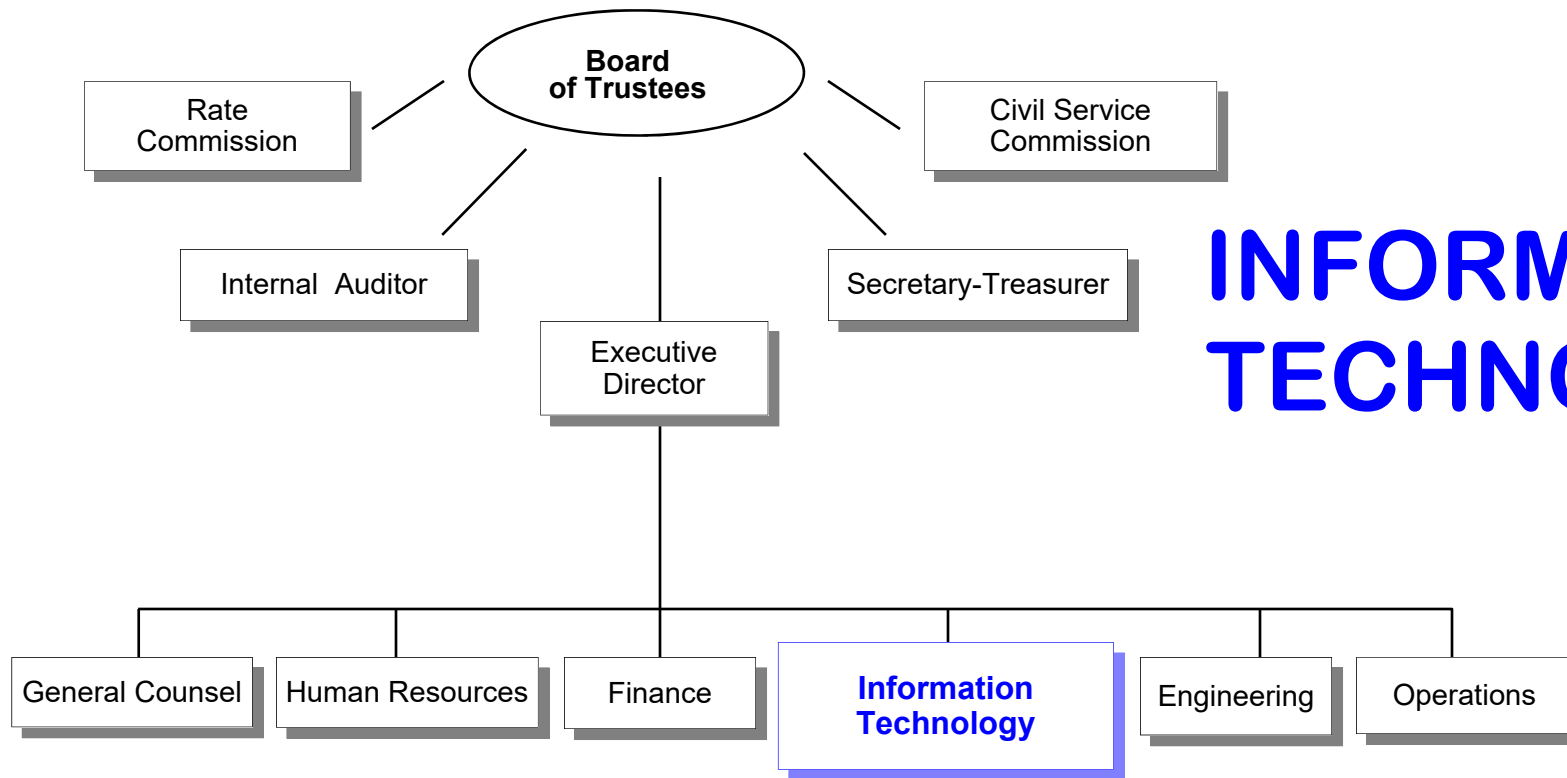 Board
of Trustees
Rate
Commission
Civil Service
Commission
Internal Auditor
Secretary-Treasurer
INFORM
TECHNO
Executive
Director
General Counsel
Human Resources
Finance
Information
Technology
Engineering
Operations